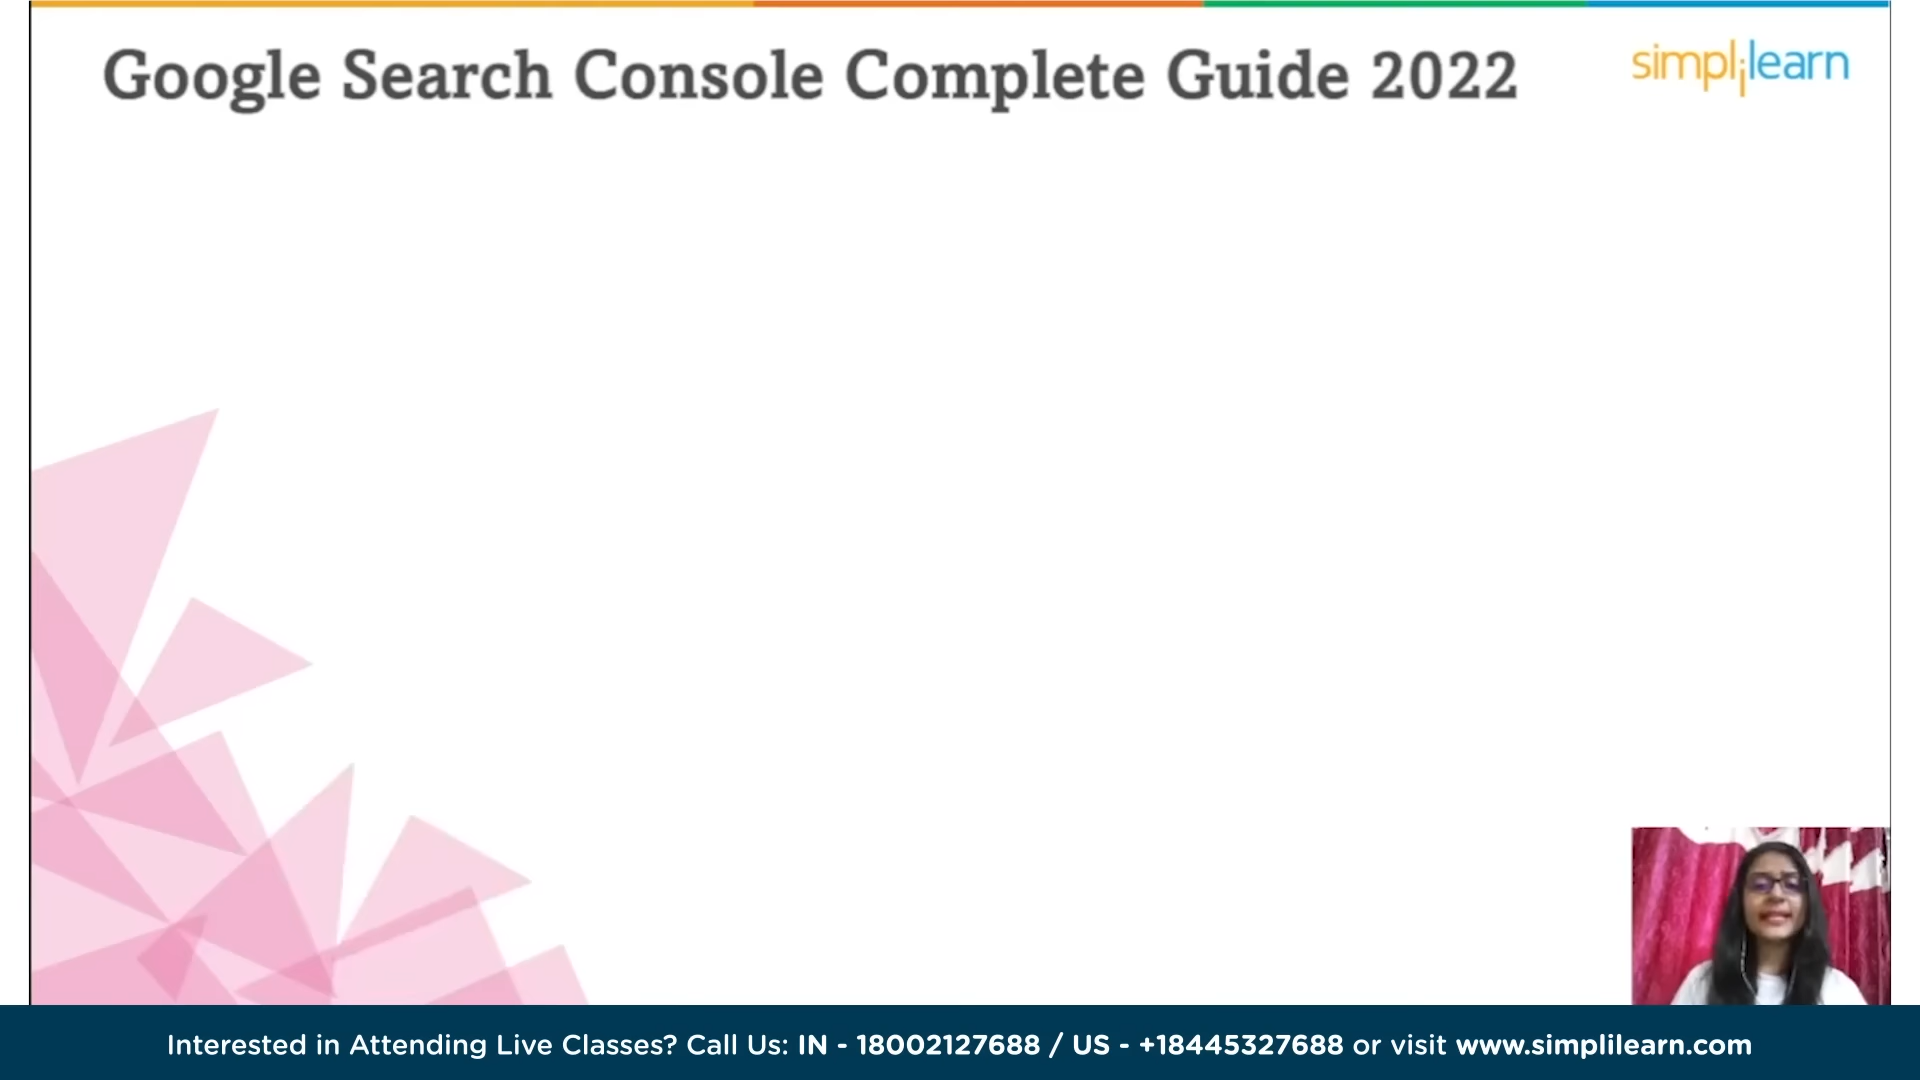 Google Search Console Complete Guide 2022
simplilearn
Interested in Attending Live Classes? Call Us: IN - 18002127688 / US - +18445327688 or visit www.simplilearn.com